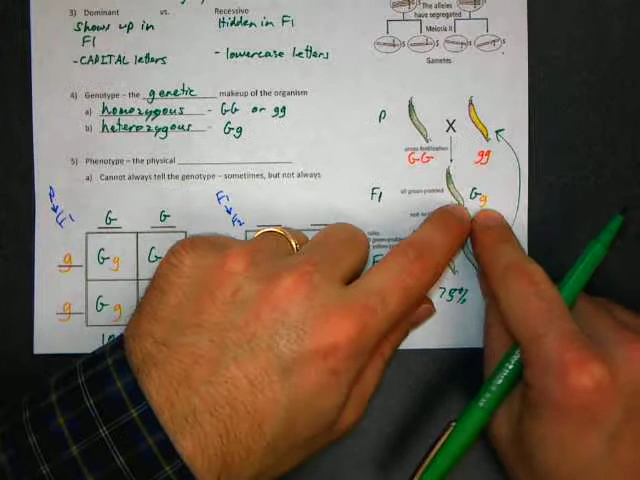 3) Dominant vs. Recessive
Shows up in F1
Hidden in F1
-CAPITAL letters
- lowercase letters
The alleles
have segregated
Meiosis II
Gametes
4) Genotype – the genetic makeup of the organism
a) homozygous - GG or gg
b) heterozygous - Gg
5) Phenotype – the physical
a) Cannot always tell the genotype – sometimes, but not always
P
X
GG
gg
F1
all green-podded
Gg
P
F1
F1
F2
G G
g
Gg
G
g
Gg
75%